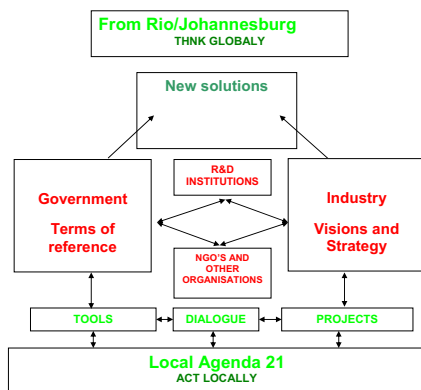 From Rio/Johannesburg
THNK GLOBALY
New solutions
R&D
INSTITUTIONS
Government
Terms of
reference
Industry
Visions and
Strategy
NGO'S AND
OTHER
ORGANISATIONS
TOOLS
DIALOGUE
PROJECTS
Local Agenda 21
ACT LOCALLY